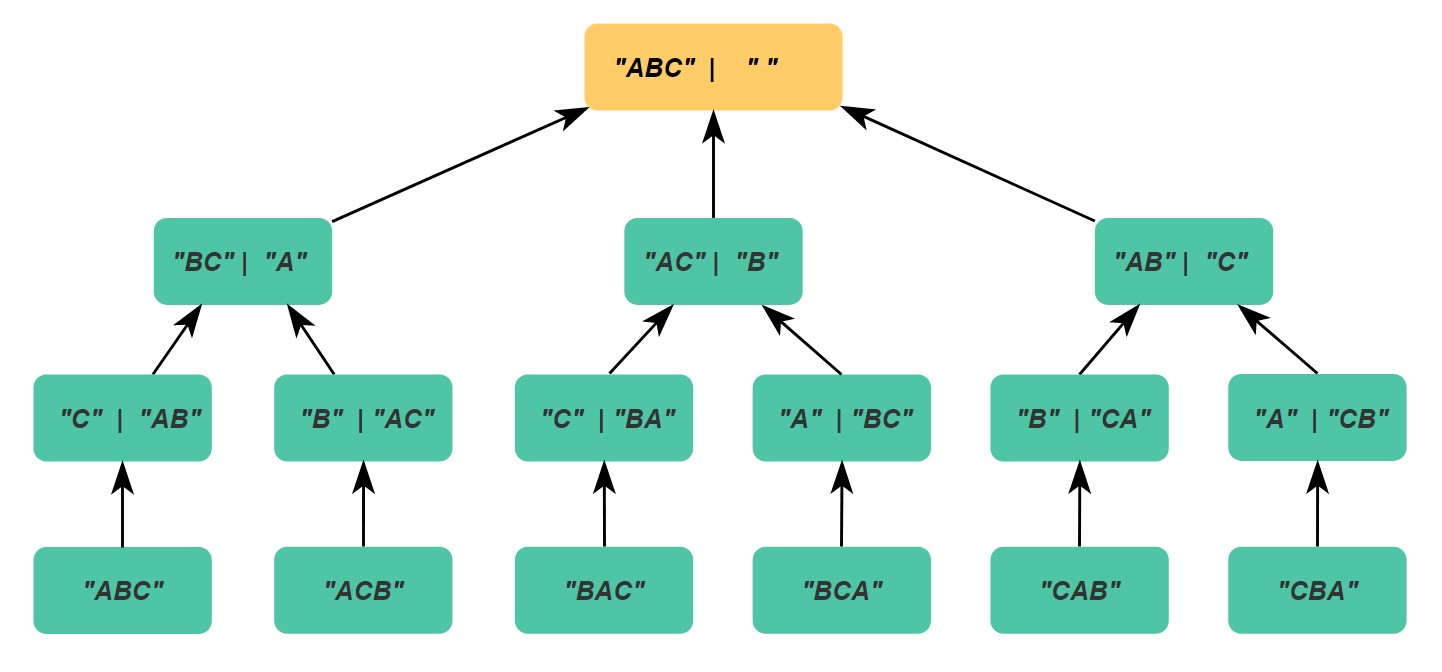 "ABC" | " "
"BC" | "A"
"AC" | "B"
"AB" | "C"
"C" | "AB"
"B" | "AC"
"C" | "BA"
"A" | "BC"
"B" | "CA"
"A" | "CB"
"ABC"
"ACB"
"BAC"
"BCA"
"CAB"
"CBA"